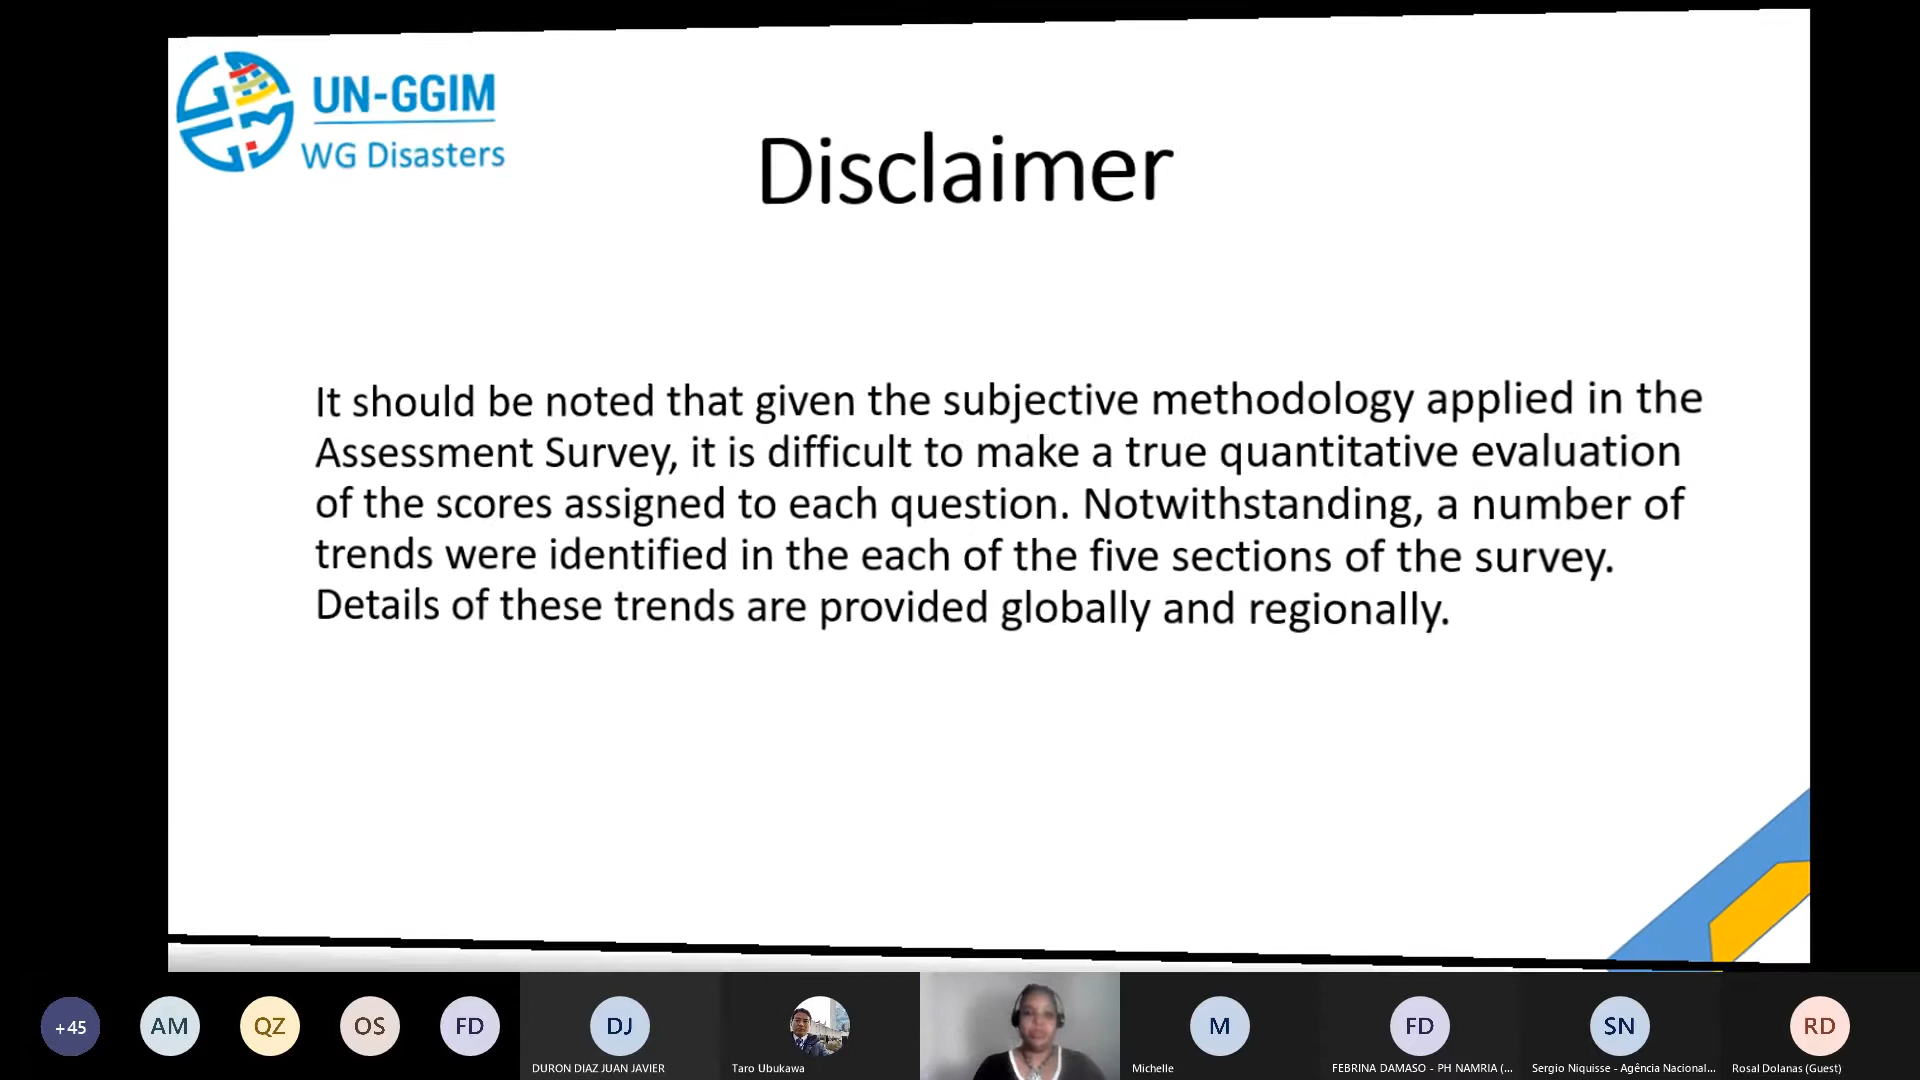 UN-GGIM
WG Disasters
Disclaimer
It should be noted that given the subjective methodology applied in the
Assessment Survey, it is difficult to make a true quantitative evaluation
of the scores assigned to each question. Notwithstanding, a number of
trends were identified in the each of the five sections of the survey.
Details of these trends are provided globally and regionally.
+45
AM
QZ
OS
FD
DJ
DURON DIAZ JUAN JAVIER
Taro Ubukawa
M
Michelle
FD
FEBRINA DAMASO - PH NAMRIA (...
SN
Sergio Niquisse - Agência Nacional...
RD
Rosal Dolanas (Guest)